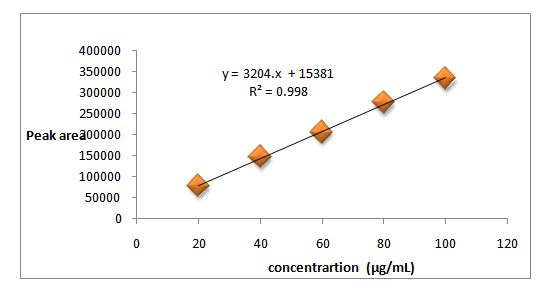 400000
350000
300000
250000
200000
150000
100000
50000
0
Peak area
y = 3204.x + 15381
R² = 0.998
0 20 40 60 80 100 120
concentrartion (µg/mL)